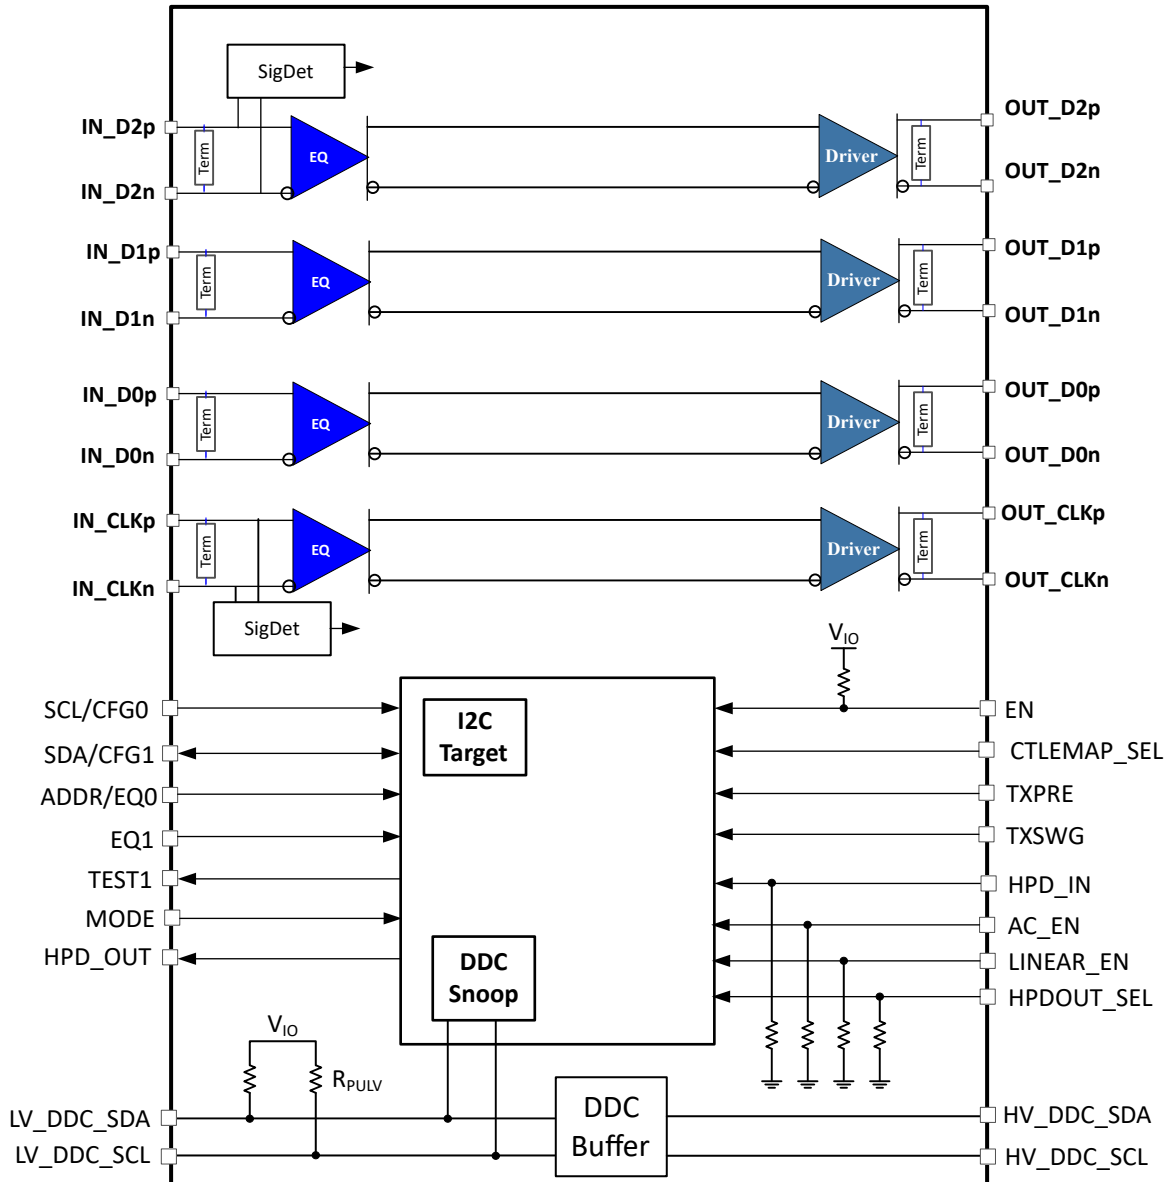 SigDet
IN_D2p
Term
EQ
IN_D2n
Driver
Term
OUT_D2p
OUT_D2n
IN_D1p
Term
EQ
IN_D1n
Driver
Term
OUT_D1p
OUT_D1n
IN_D0p
Term
EQ
IN_D0n
Driver
Term
OUT_D0p
OUT_D0n
IN_CLKp
Term
EQ
IN_CLKn
Driver
Term
OUT_CLKp
OUT_CLKn
SigDet
VIO
SCL/CFG0
SDA/CFG1
ADDR/EQ0
EQ1
TEST1
MODE
HPD_OUT
I2C
Target
DDC
Snoop
EN
CTLEMAP_SEL
TXPRE
TXSWG
HPD_IN
AC_EN
LINEAR_EN
HPDOUT_SEL
VIO
RPULV
LV_DDC_SDA
LV_DDC_SCL
DDC
Buffer
HV_DDC_SDA
HV_DDC_SCL